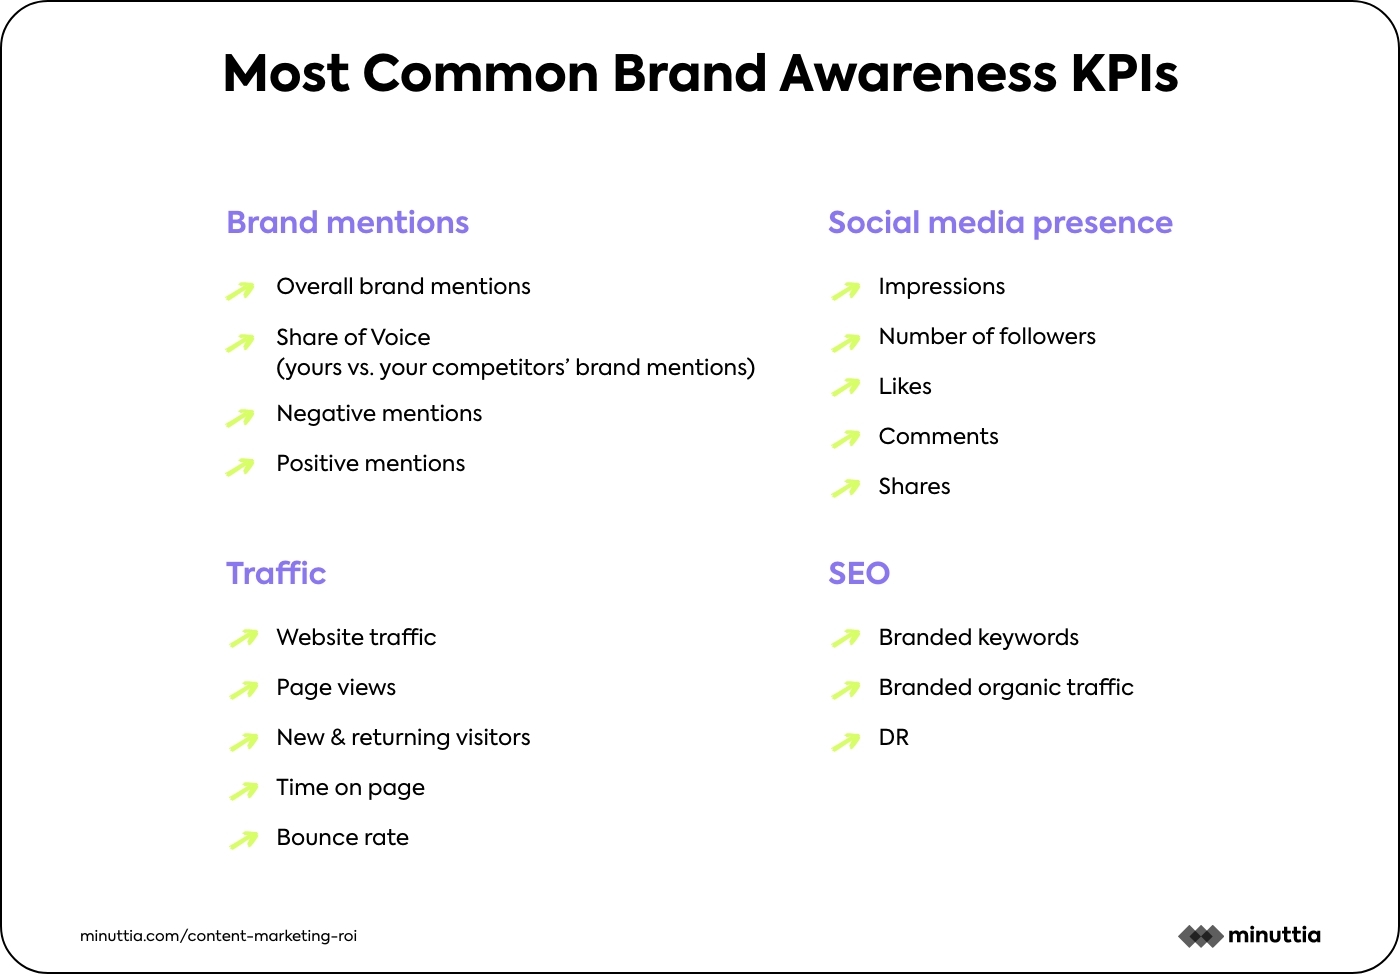 Most Common Brand Awareness KPIs
Brand mentions
Overall brand mentions
Share of Voice
(yours vs. your competitors’ brand mentions)
Negative mentions
Positive mentions
Social media presence
Impressions
Number of followers
Likes
Comments
Shares
Traffic
Website traffic
Page views
New & returning visitors
Time on page
Bounce rate
SEO
Branded keywords
Branded organic traffic
DR
minuttia.com/content-marketing-roi
minuttia